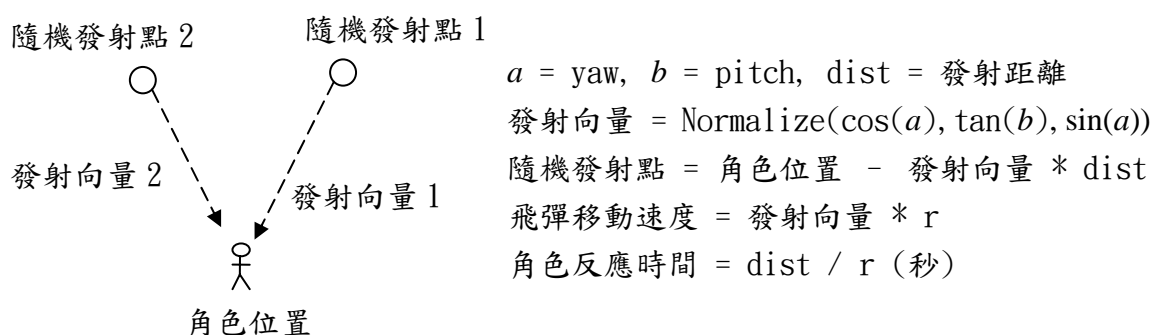 隨機發射點 2
隨機發射點 1
發射向量 2
發射向量 1
角色位置
a = yaw, b = pitch, dist = 發射距離
發射向量 = Normalize(cos(a),tan(b),sin(a))
隨機發射點 = 角色位置 - 發射向量 * dist
飛彈移動速度 = 發射向量 * r
角色反應時間 = dist / r (秒)